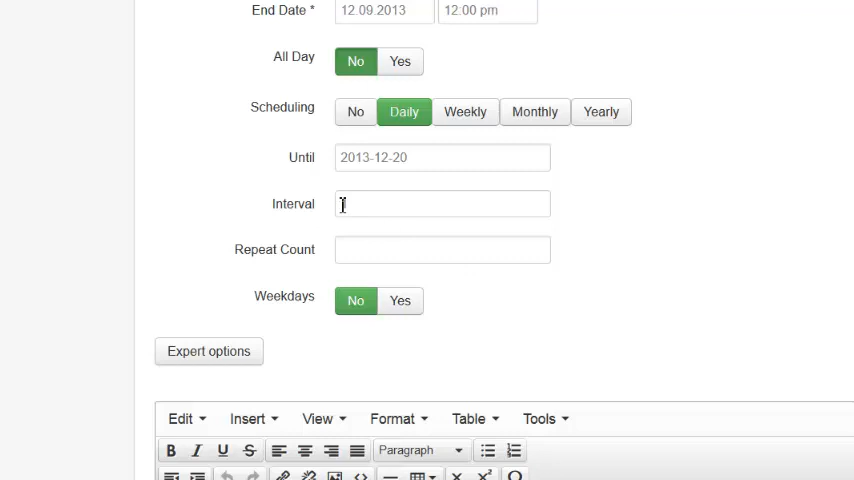 End Date * 12.09.2013 12:00 pm
All Day No Yes
Scheduling No Daily Weekly Monthly Yearly
Until 2013-12-20
Interval
Repeat Count
Weekdays No Yes
Expert options
Edit Insert View Format Table Tools
B I U S Paragraph